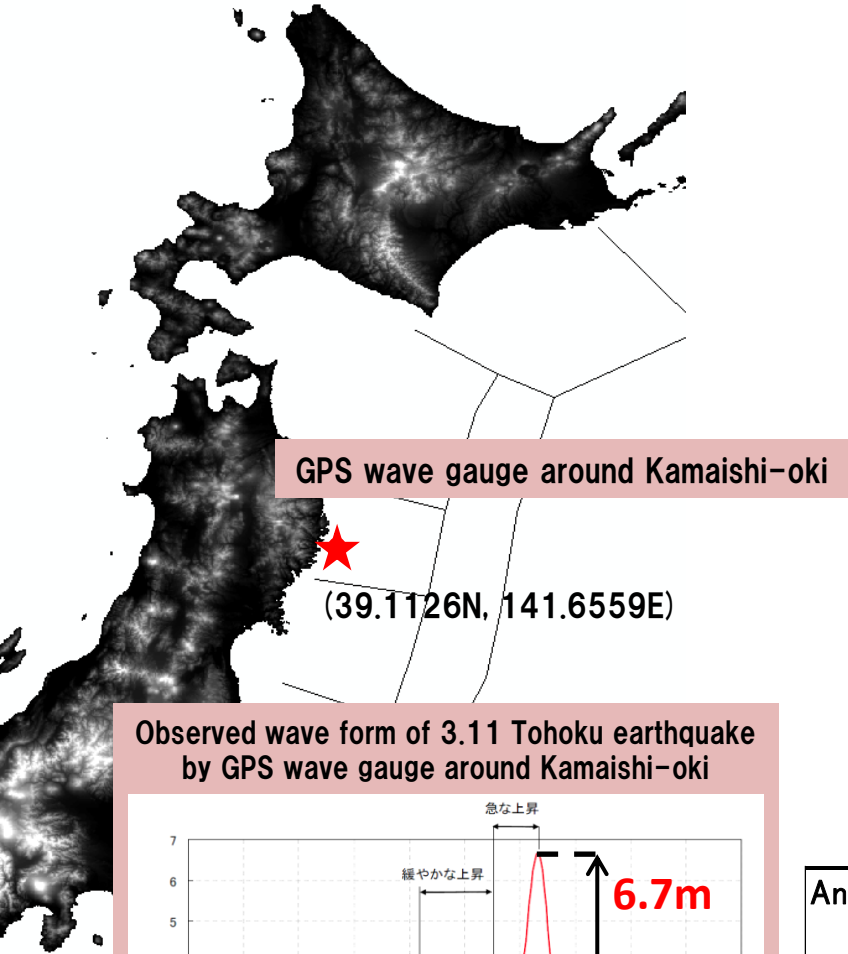 GPS wave gauge around Kamaishi-oki
(39.1126N, 141.6559E)
Observed wave form of 3.11 Tohoku earthquake
by GPS wave gauge around Kamaishi-oki
急な上昇
7
緩やかな上昇
6
6.7m
5
An